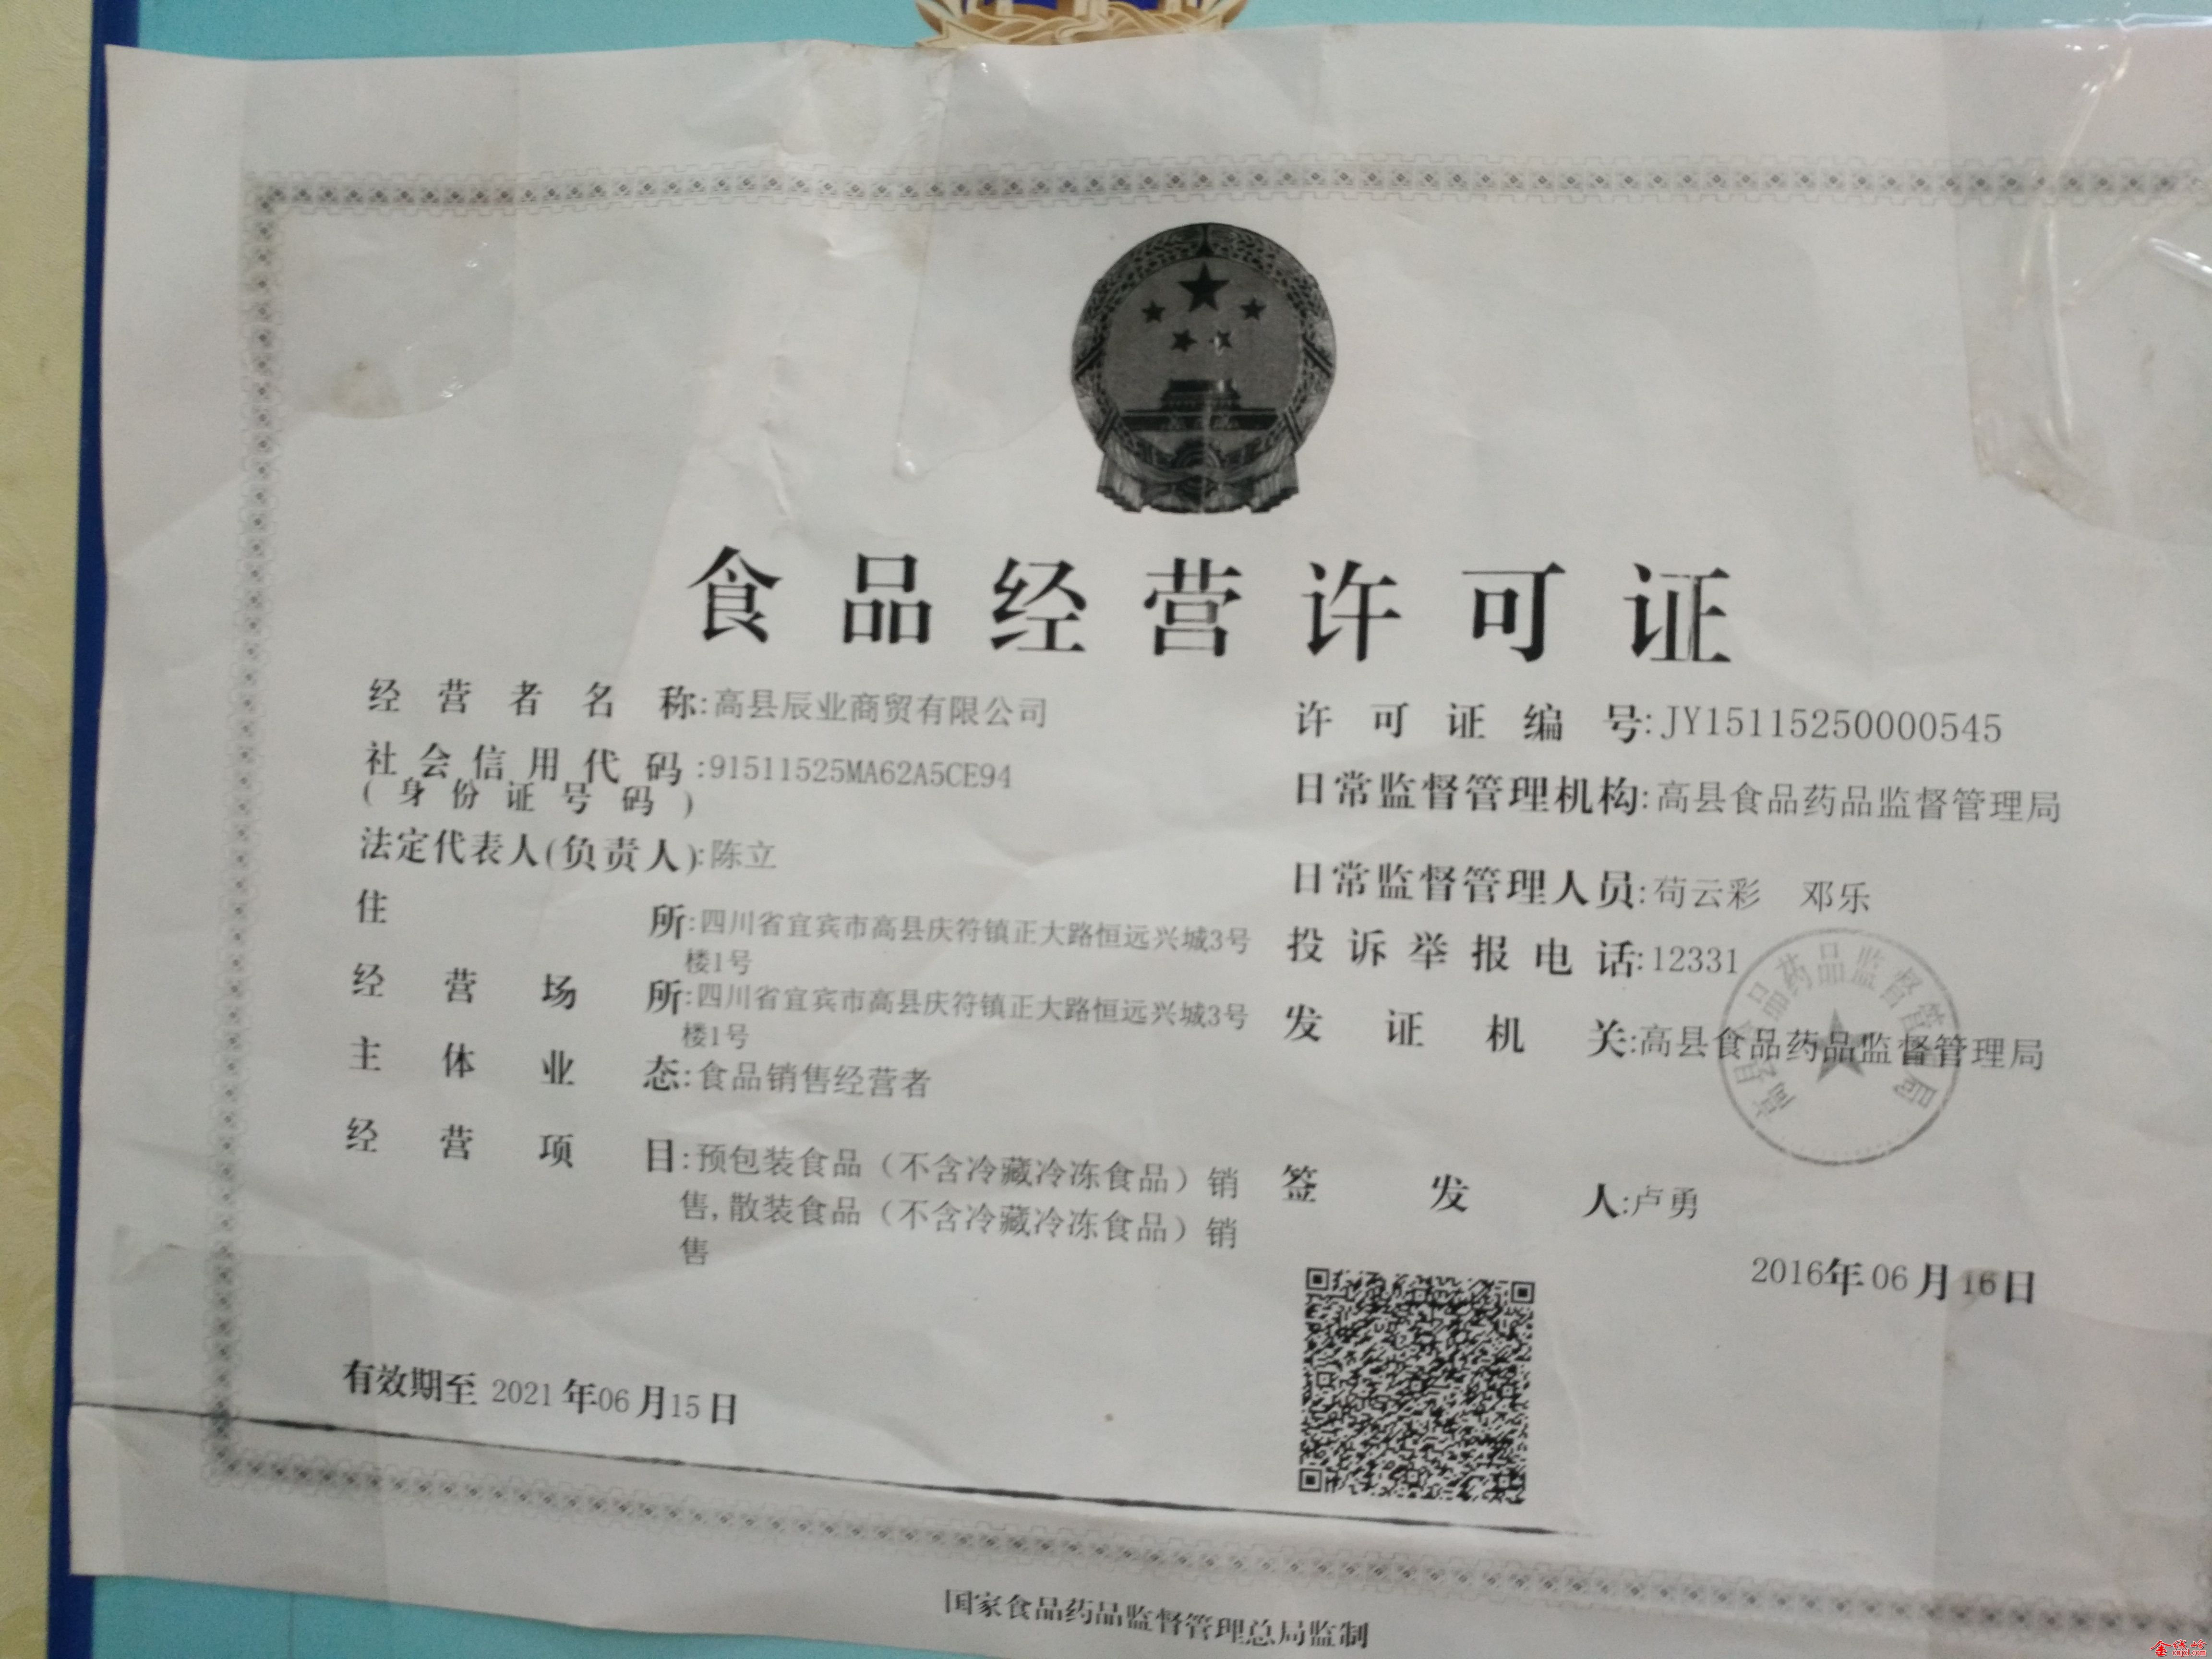 食品经营许可证
经营者名称:高县辰业商贸有限公司
社会信用代码:91511525MA62A5CE94
(身份证号码)
法定代表人(负责人):陈立
住所:四川省宜宾市高县庆符镇正大路恒远兴城3号
楼1号
经营场所:四川省宜宾市高县庆符镇正大路恒远兴城3号
楼1号
主体业态:食品销售经营者
经营项目:预包装食品（不含冷藏冷冻食品）销
售,散装食品（不含冷藏冷冻食品）销
售
有效期至 2021年06月15日
许可证编号:JY15115250000545
日常监督管理机构:高县食品药品监督管理局
日常监督管理人员:苟云彩 邓乐
投诉举报电话:12331
发证机关:高县食品药品监督管理局
高县食品药品监督管理局
签发人:卢勇
2016年06月16日
国家食品药品监督管理总局监制